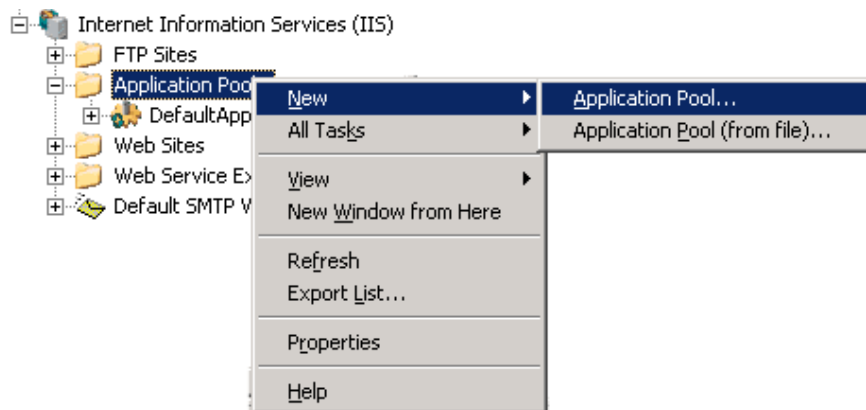 Internet Information Services (IIS)
FTP Sites
Application Poo
DefaultApp
Web Sites
Web Service Ex
Default SMTP V
New
All Tasks
View
New Window from Here
Refresh
Export List...
Properties
Help
Application Pool...
Application Pool (from file)...